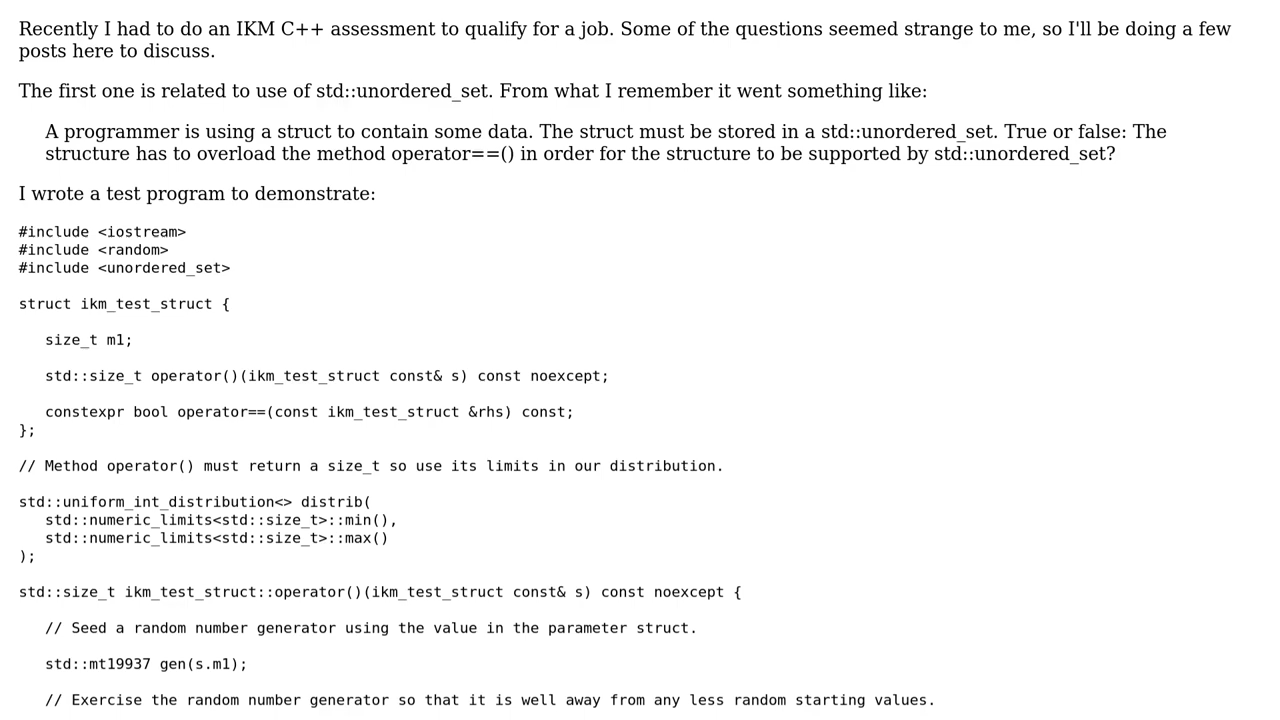 Recently I had to do an IKM C++ assessment to qualify for a job. Some of the questions seemed strange to me, so I'll be doing a few
posts here to discuss.
The first one is related to use of std::unordered_set. From what I remember it went something like:
A programmer is using a struct to contain some data. The struct must be stored in a std::unordered_set. True or false: The
structure has to overload the method operator==() in order for the structure to be supported by std::unordered_set?
I wrote a test program to demonstrate:
#include <iostream>
#include <random>
#include <unordered_set>
struct ikm_test_struct {
size_t m1;
std::size_t operator()(ikm_test_struct const& s) const noexcept;
constexpr bool operator==(const ikm_test_struct &rhs) const;
};
// Method operator() must return a size_t so use its limits in our distribution.
std::uniform_int_distribution<> distrib(
std::numeric_limits<std::size_t>::min(),
std::numeric_limits<std::size_t>::max()
);
std::size_t ikm_test_struct::operator()(ikm_test_struct const& s) const noexcept {
// Seed a random number generator using the value in the parameter struct.
std::mt19937 gen(s.m1);
// Exercise the random number generator so that it is well away from any less random starting values.